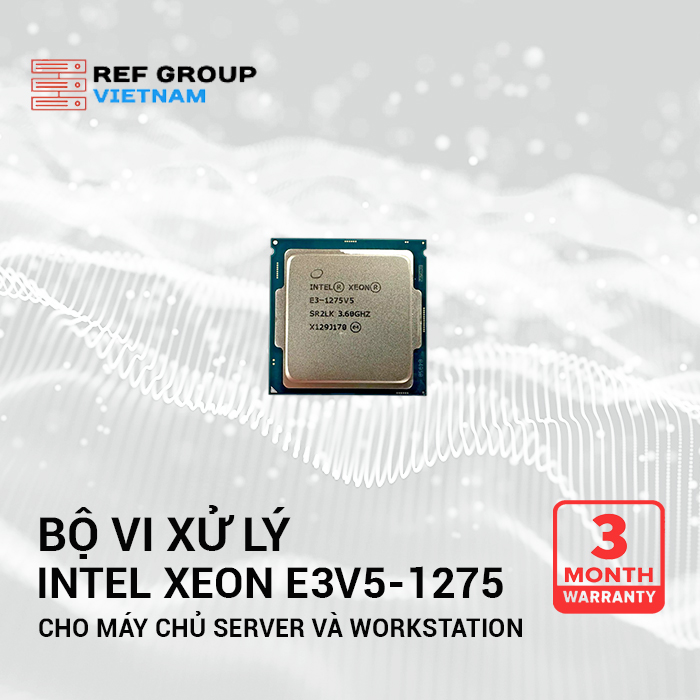 REF GROUP
VIETNAM
INTEL® XEON®
E3-1275V5
SR2LK 3.60GHZ
X129J170 e4
BỘ VI XỬ LÝ
INTEL XEON E3V5-1275
CHO MÁY CHỦ SERVER VÀ WORKSTATION
3
MONTH
WARRANTY